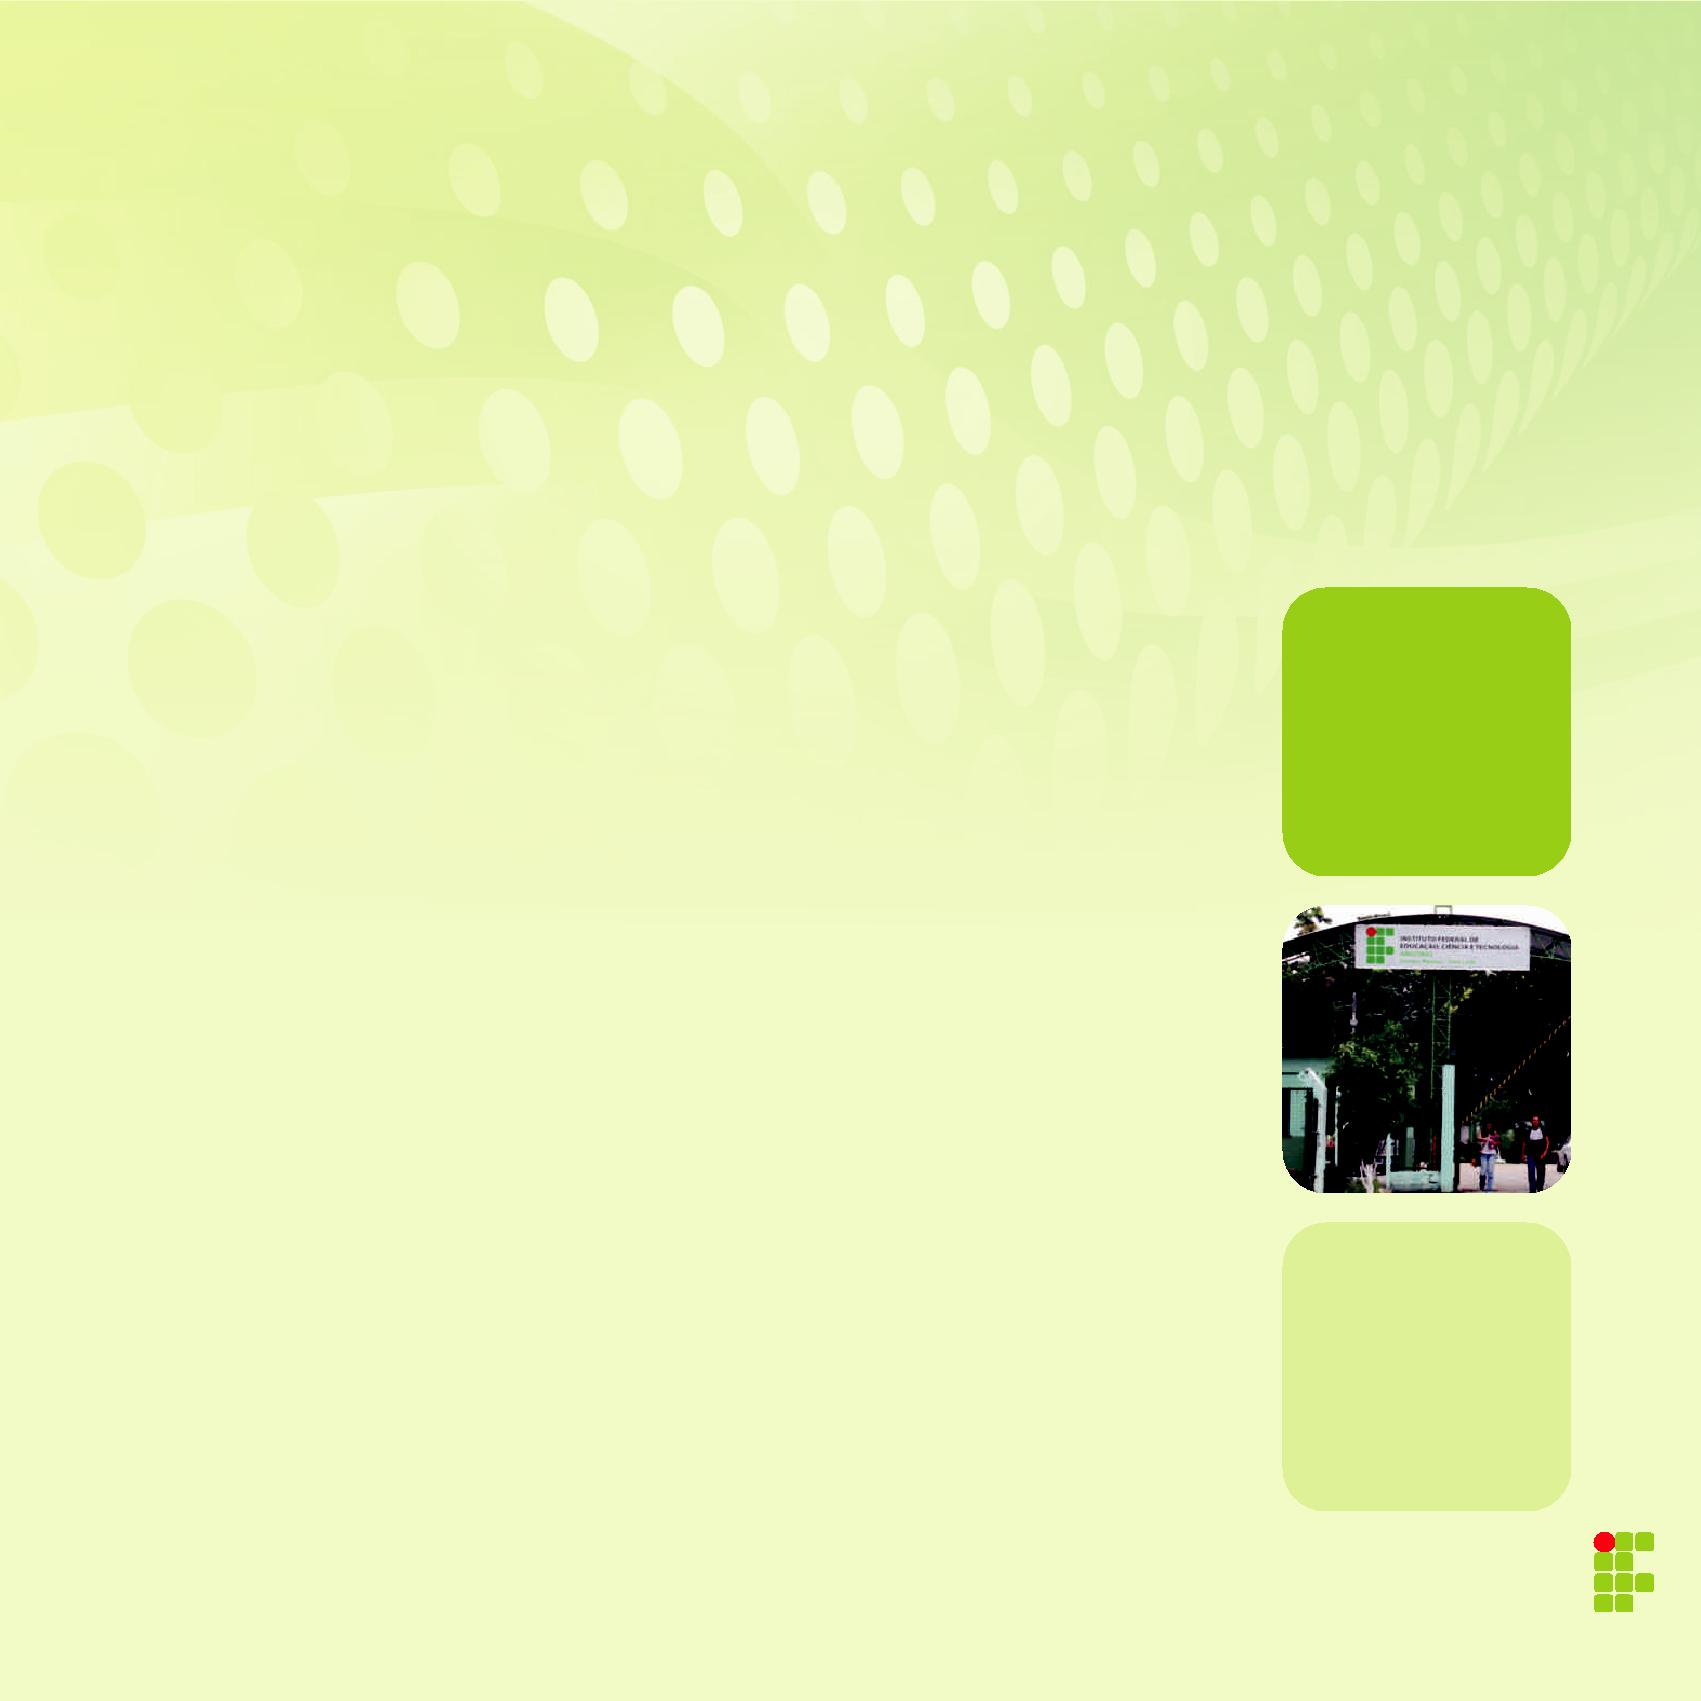 INSTITUTO FEDERAL DE
EDUCAÇÃO, CIÊNCIA E TECNOLOGIA
AMAZONAS